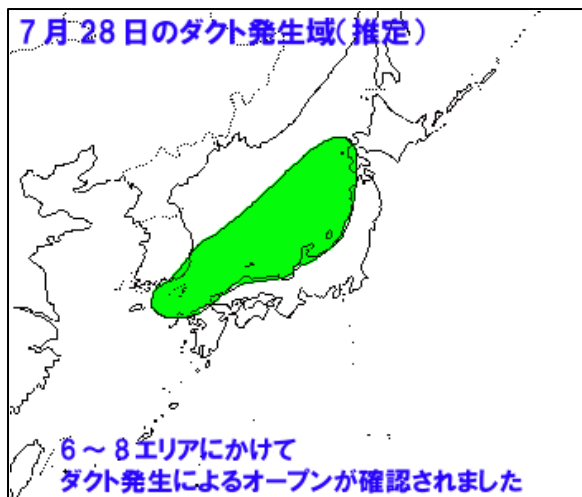 7月28日のダクト発生域(推定)
6～8エリアにかけて
ダクト発生によるオープンが確認されました